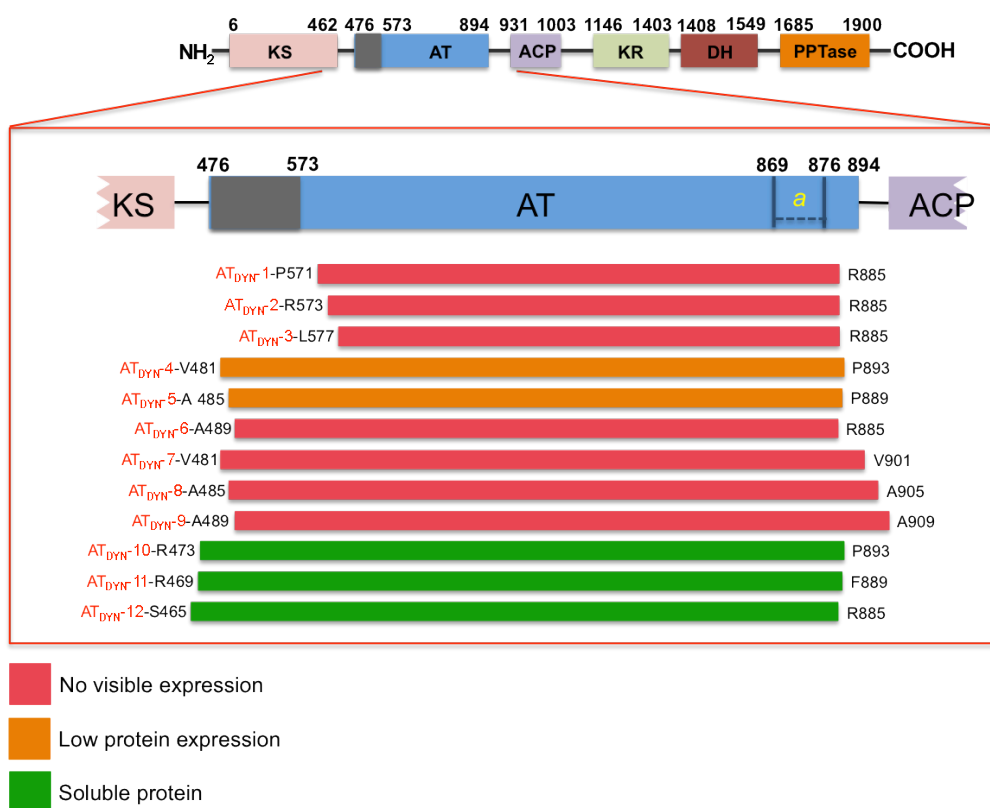 6 462 476 573 894 931 1003 1146 1403 1408 1549 1685 1900
NH2 KS AT ACP KR DH PPTase COOH
476 573 869 876 894
KS AT a ACP
ATDYN-1-P571 R885
ATDYN-2-R573 R885
ATDYN-3-L577 R885
ATDYN-4-V481 P893
ATDYN-5-A 485 P889
ATDYN-6-A489 R885
ATDYN-7-V481 V901
ATDYN-8-A485 A905
ATDYN-9-A489 A909
ATDYN-10-R473 P893
ATDYN-11-R469 F889
ATDYN-12-S465 R885
No visible expression
Low protein expression
Soluble protein